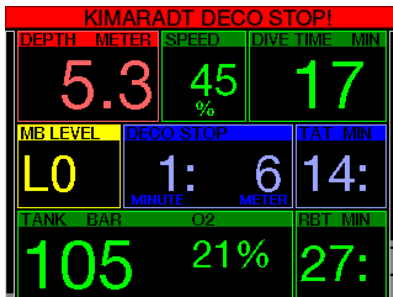 KIMARADT DECO STOP!
DEPTH METER SPEED DIVE TIME MIN
5.3 45 % 17
MB LEVEL DECO STOP TAT MIN
L0 1: 6 14:
MINUTE METER
TANK BAR O2 RBT MIN
105 21% 27: